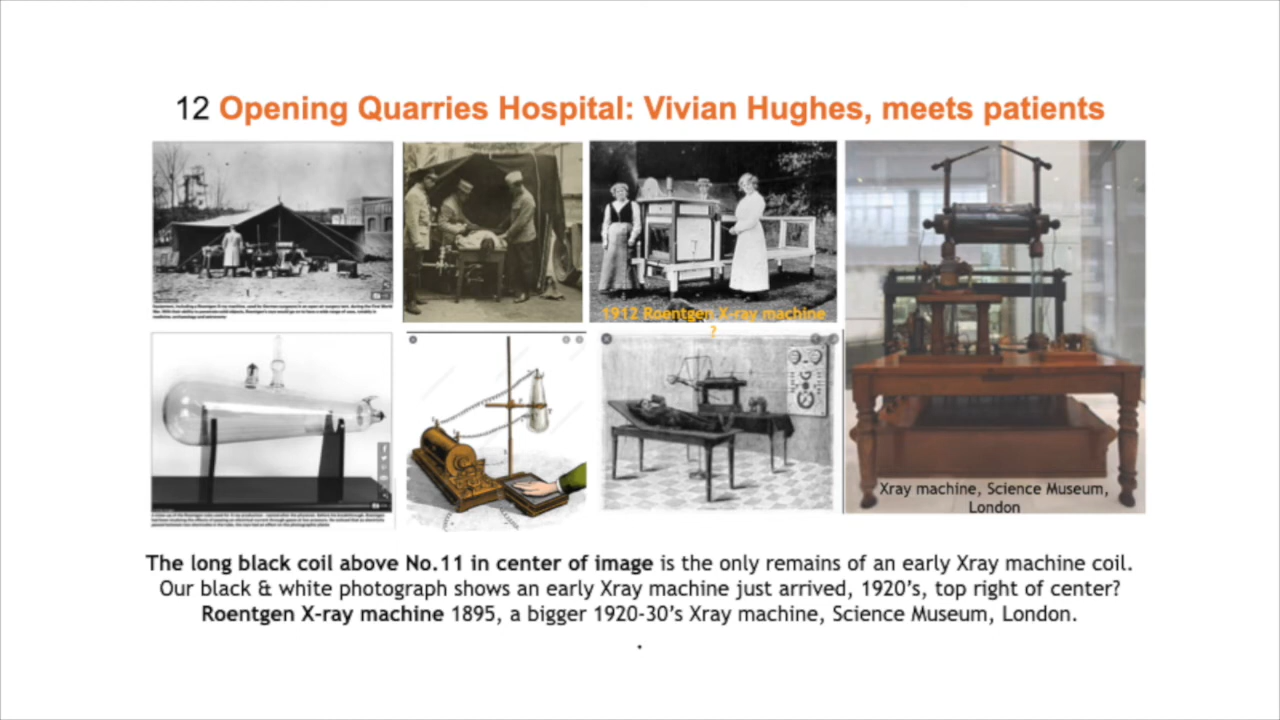 12 Opening Quarries Hospital: Vivian Hughes, meets patients
1912 Roentgen X-ray machine
?
Xray machine, Science Museum,
London
The long black coil above No.11 in center of image is the only remains of an early Xray machine coil.
Our black & white photograph shows an early Xray machine just arrived, 1920’s, top right of center?
Roentgen X-ray machine 1895, a bigger 1920-30’s Xray machine, Science Museum, London.
.